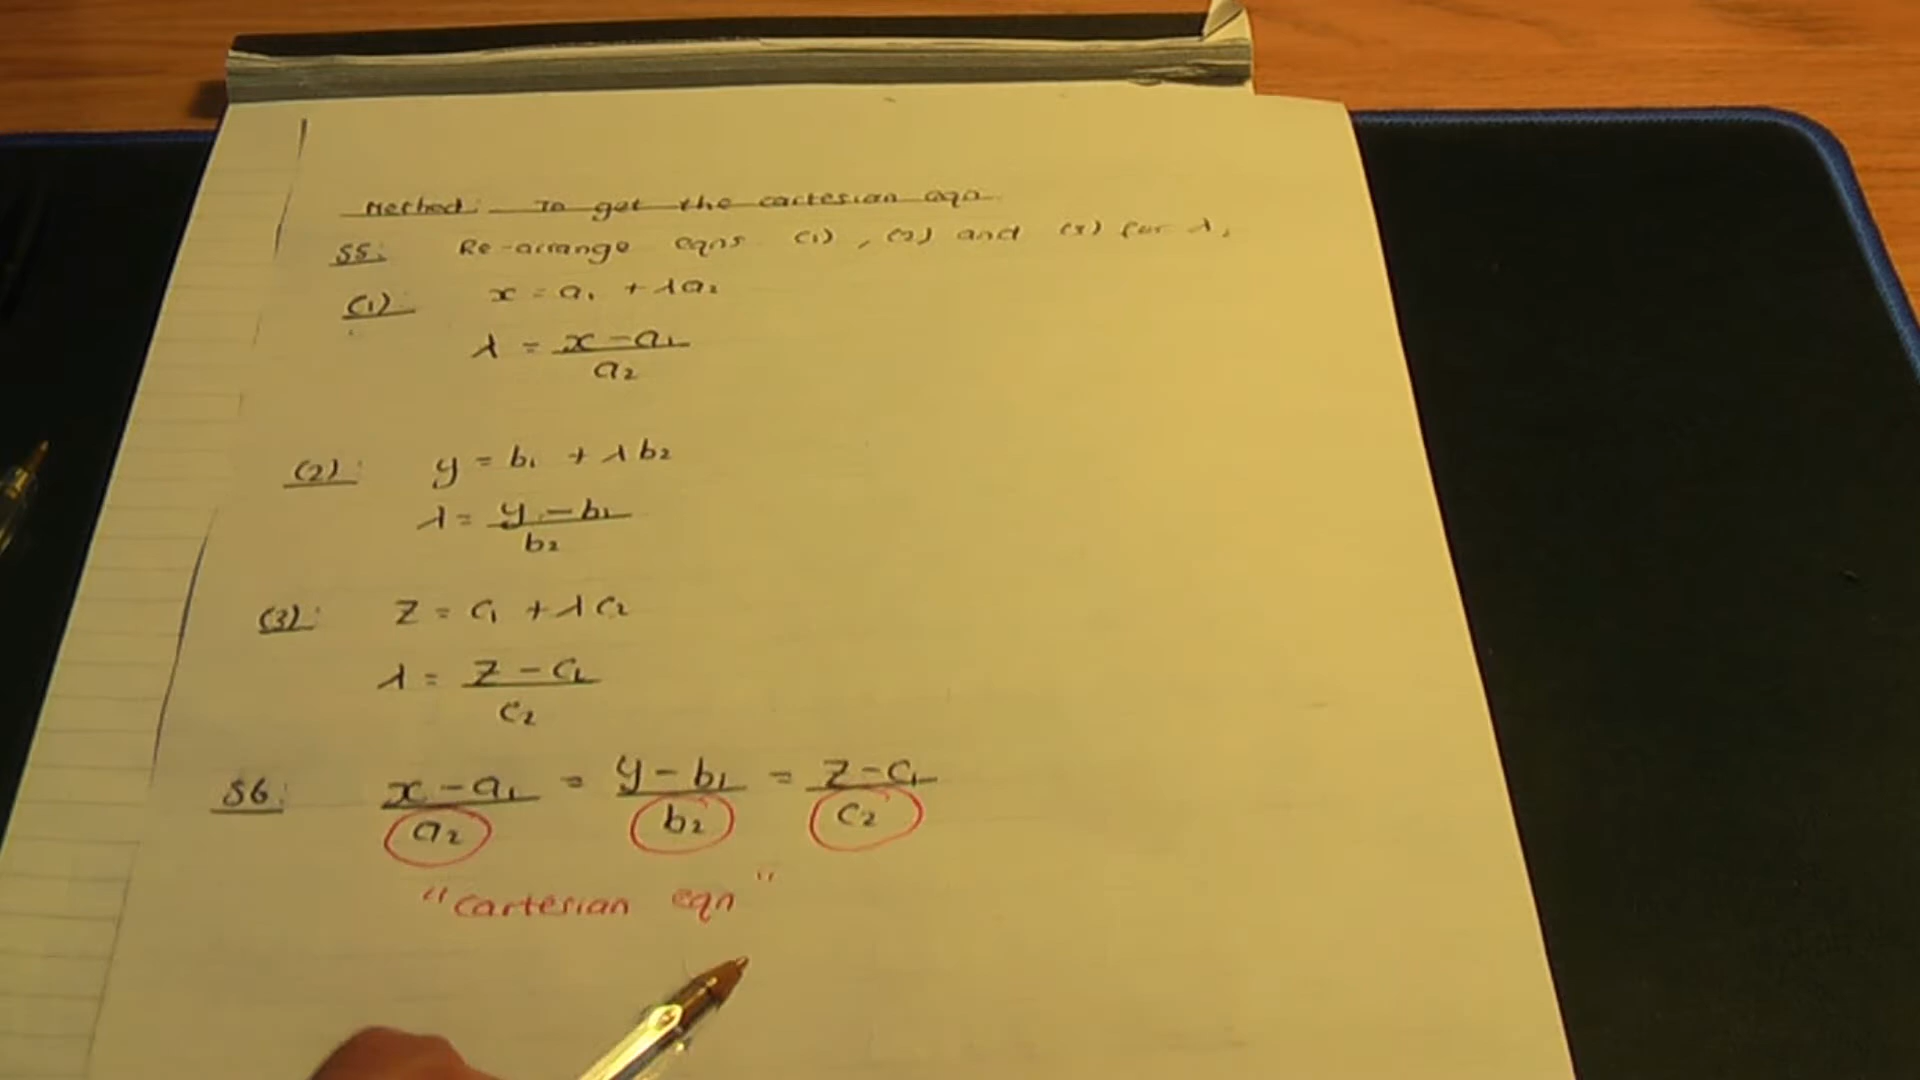 Method: To get the cartesian eqn
S5: Re-arrange eqns (1), (2) and (3) for λ.
(1): x = a₁ + λa₂
λ = (x - a₁)/a₂
(2): y = b₁ + λb₂
λ = (y - b₁)/b₂
(3): z = c₁ + λc₂
λ = (z - c₁)/c₂
S6: (x - a₁)/a₂ = (y - b₁)/b₂ = (z - c₁)/c₂
"cartesian eqn"